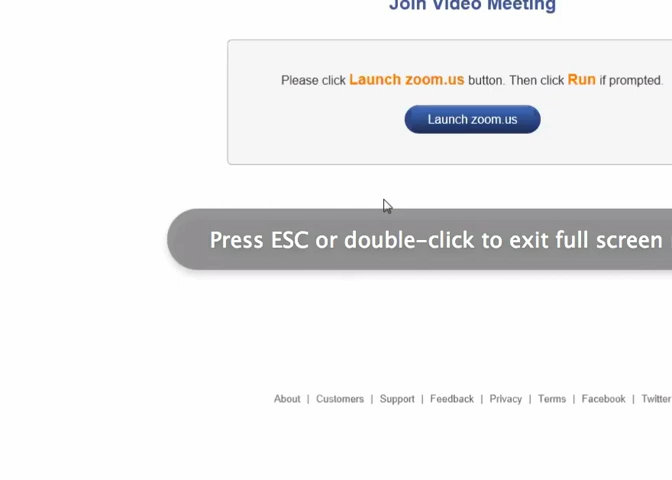 Join Video Meeting
Please click Launch zoom.us button. Then click Run if prompted.
Launch zoom.us
Press ESC or double-click to exit full screen
About | Customers | Support | Feedback | Privacy | Terms | Facebook | Twitter